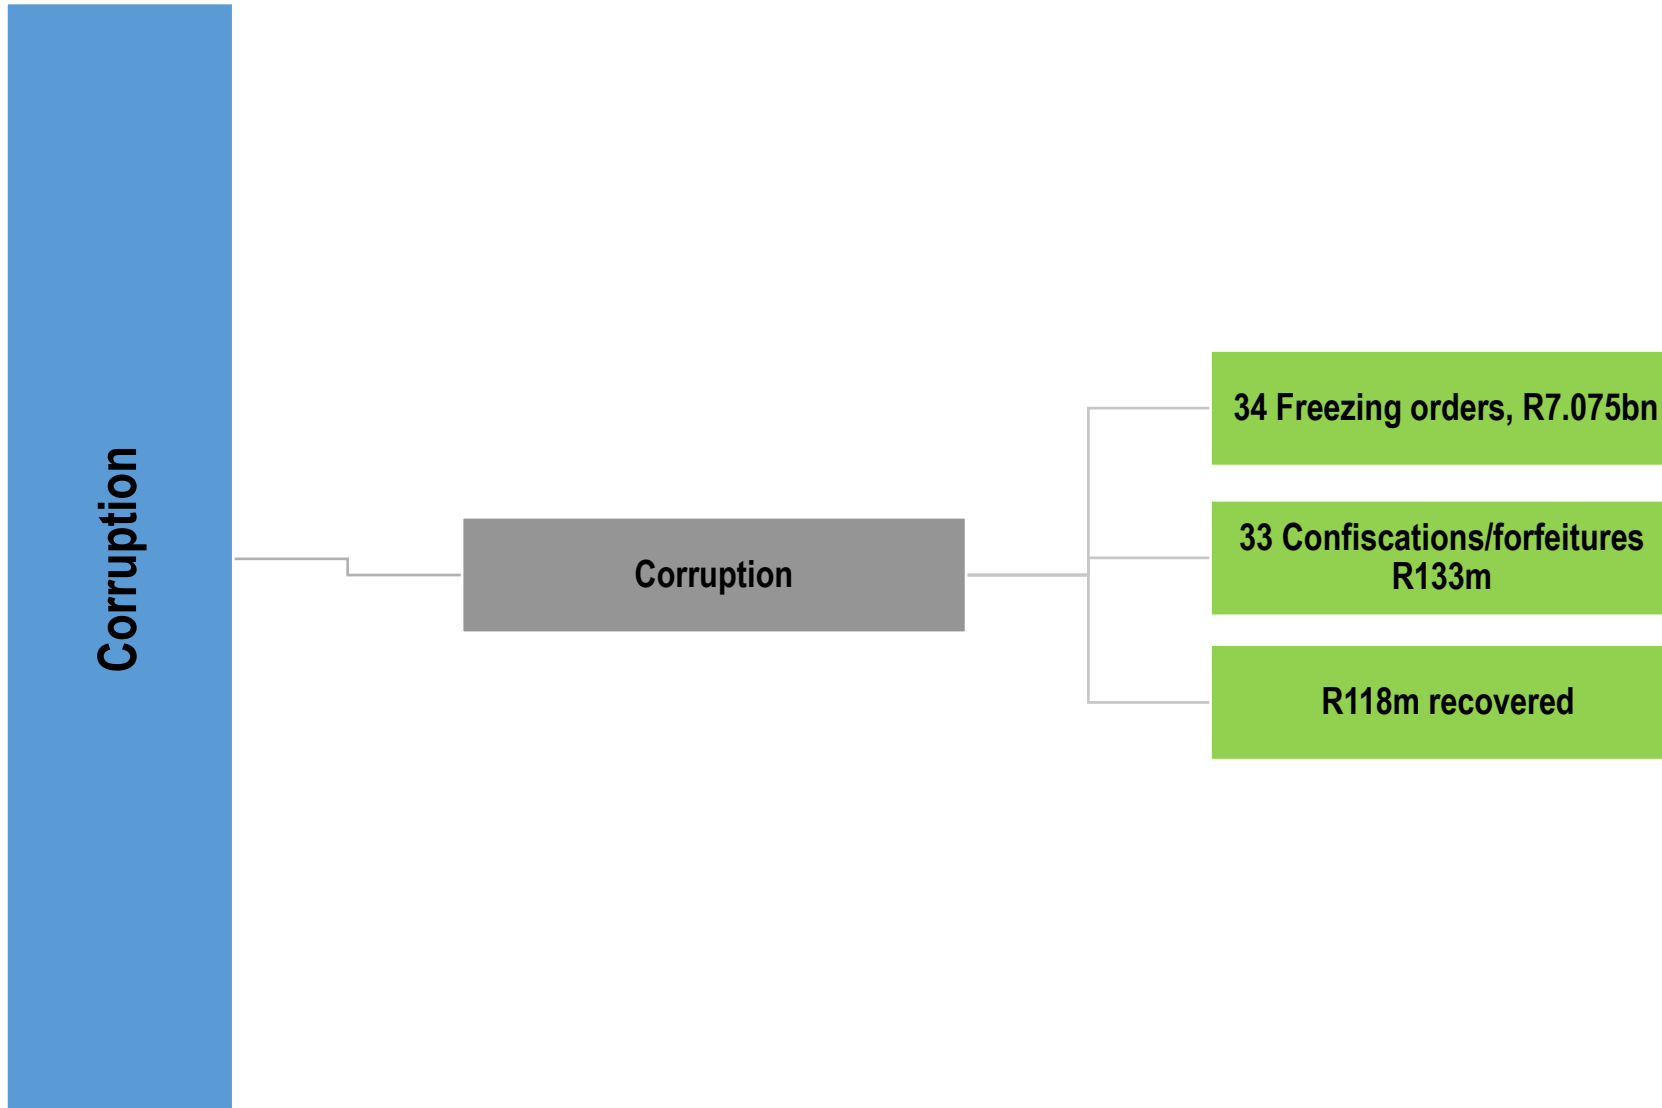 Corruption
Corruption
34 Freezing orders, R7.075bn
33 Confiscations/forfeitures
R133m
R118m recovered